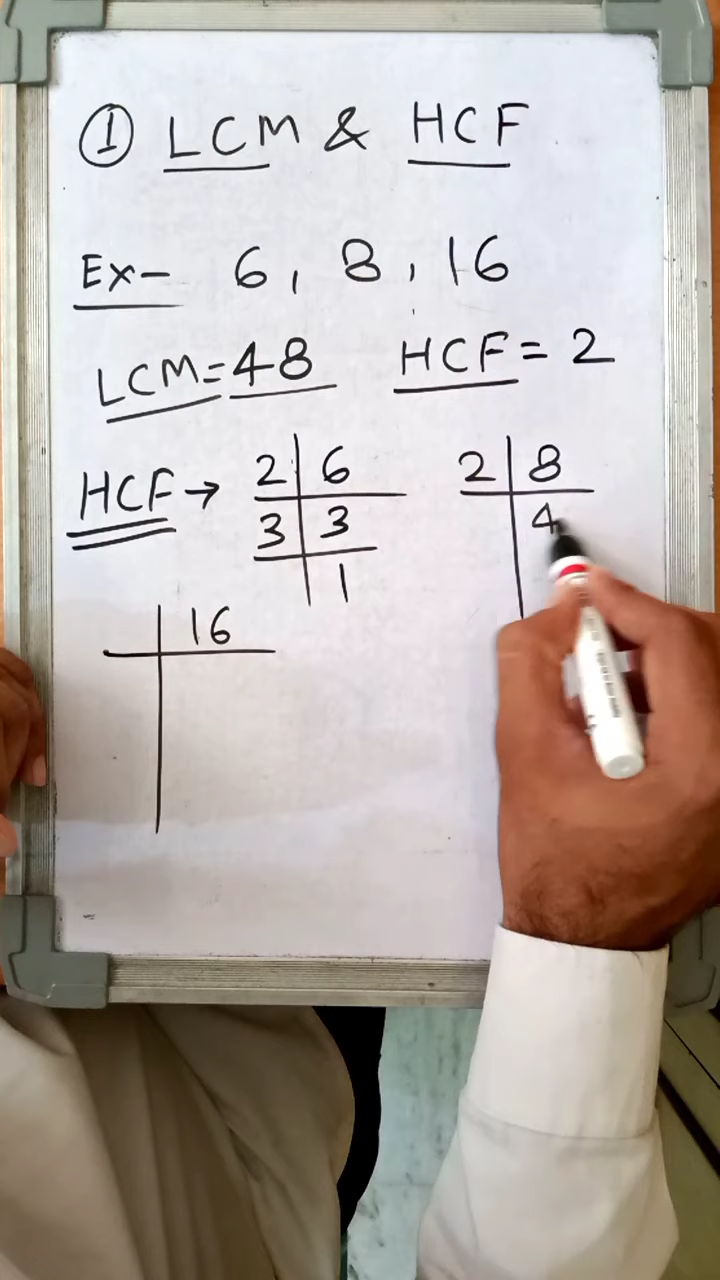 ① LCM & HCF
Ex- 6, 8, 16
LCM=48 HCF=2
HCF→ 2 6 2 8
3 3 4
1
16